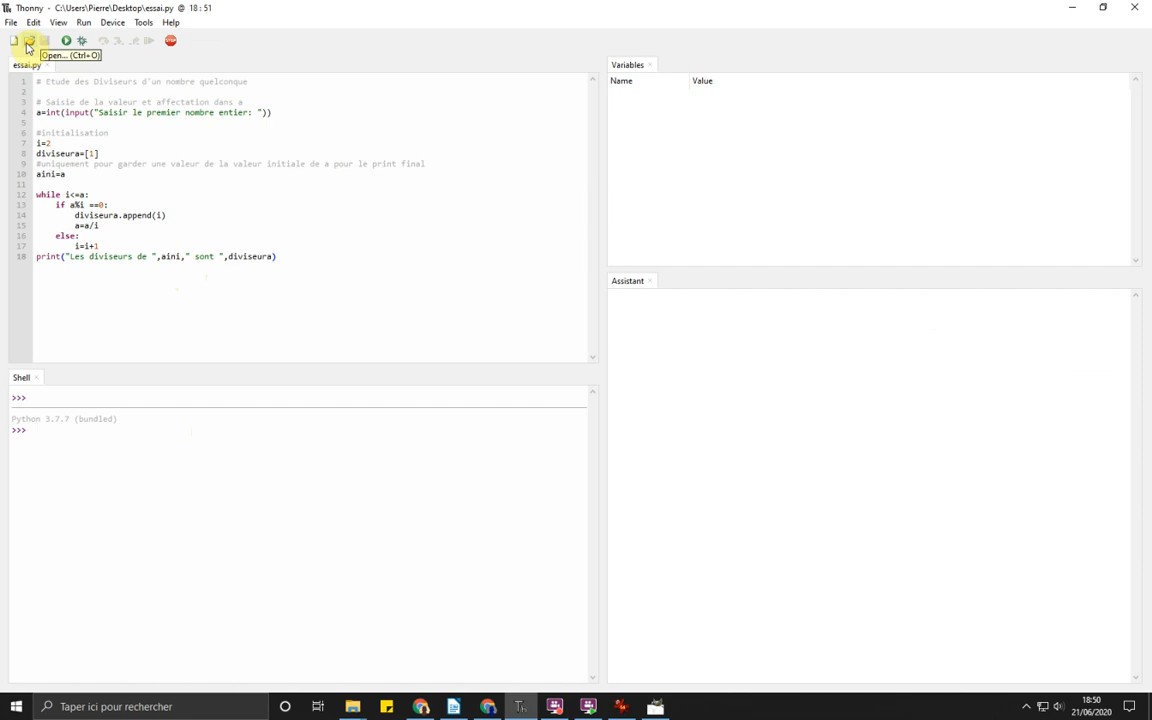 Thonny - C:\Users\Pierre\Desktop\essai.py @ 18:51
File Edit View Run Device Tools Help
Open... (Ctrl+O)
essai.py
1 # Etude des Diviseurs d'un nombre quelconque
2
3 # Saisie de la valeur et affectation dans a
4 a=int(input("Saisir le premier nombre entier: "))
5
6 #initialisation
7 i=2
8 diviseura=[1]
9 #uniquement pour garder une valeur de la valeur initiale de a pour le print final
10 aini=a
11
12 while i<=a:
13 if a%i ==0:
14 diviseura.append(i)
15 a=a/i
16 else:
17 i=i+1
18 print("Les diviseurs de ",aini," sont ",diviseura)
Variables
Name Value
Assistant
Shell
>>>
Python 3.7.7 (bundled)
>>>
Taper ici pour rechercher
18:50
21/06/2020